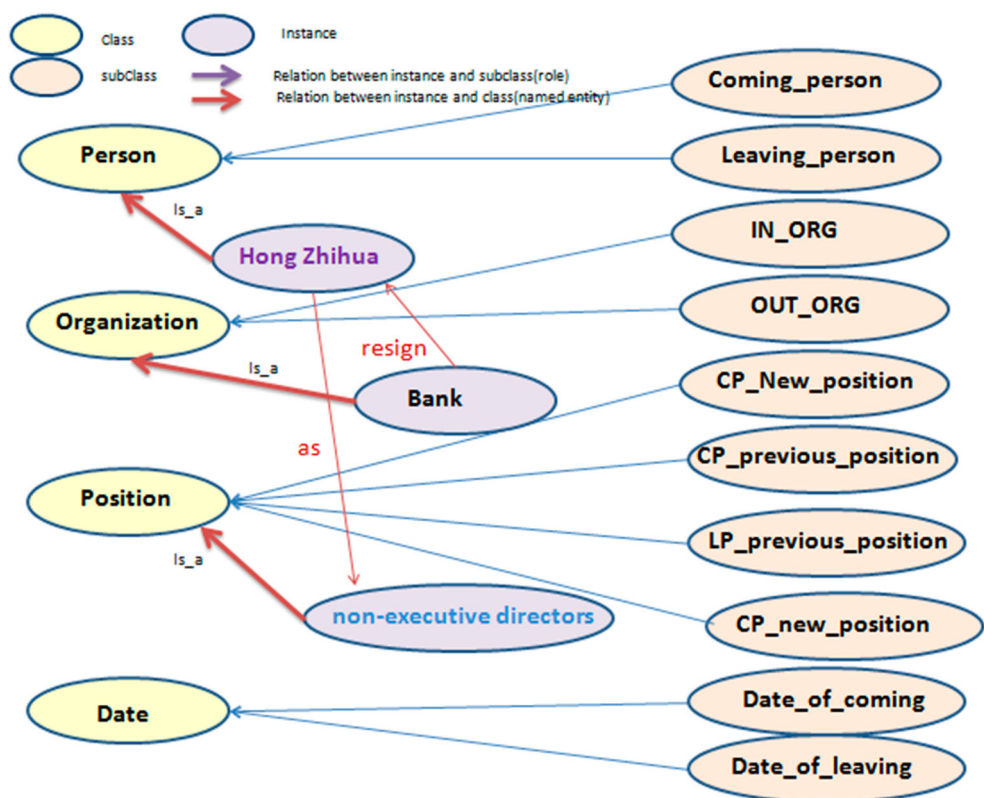 Class
Instance
subClass
Relation between instance and subclass(role)
Relation between instance and class(named entity)
Coming_person
Person
Leaving_person
Is_a
IN_ORG
Hong Zhihua
OUT_ORG
Organization
resign
Is_a
CP_New_position
Bank
as
CP_previous_position
Position
LP_previous_position
Is_a
non-executive directors
CP_new_position
Date_of_coming
Date
Date_of_leaving